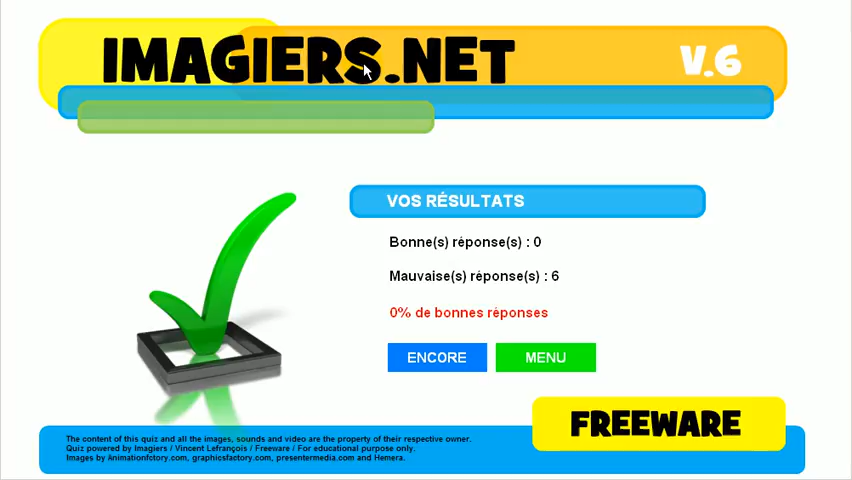 IMAGIERS.NET
V.6
VOS RÉSULTATS
Bonne(s) réponse(s) : 0
Mauvaise(s) réponse(s) : 6
0% de bonnes réponses
ENCORE
MENU
FREEWARE
The content of this quiz and all the images, sounds and video are the property of their respective owner.
Quiz powered by Imagiers / Vincent Lefrançois / Freeware / For educational purpose only.
Images by Animationfctory.com, graphicsfactory.com, presentermedia.com and Hemera.